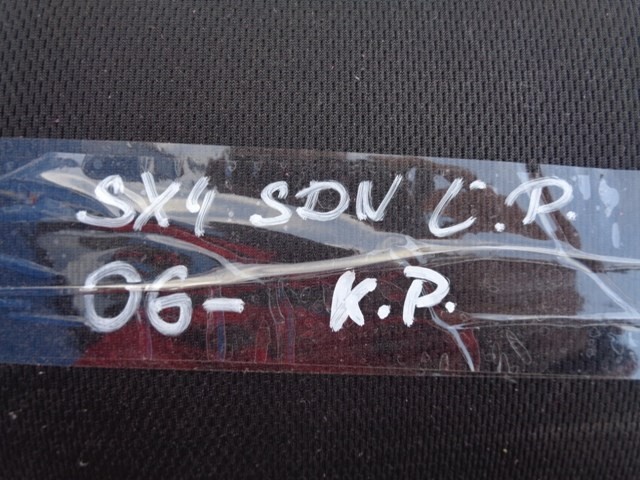 SX4 SDN L.P.
06- K.P.